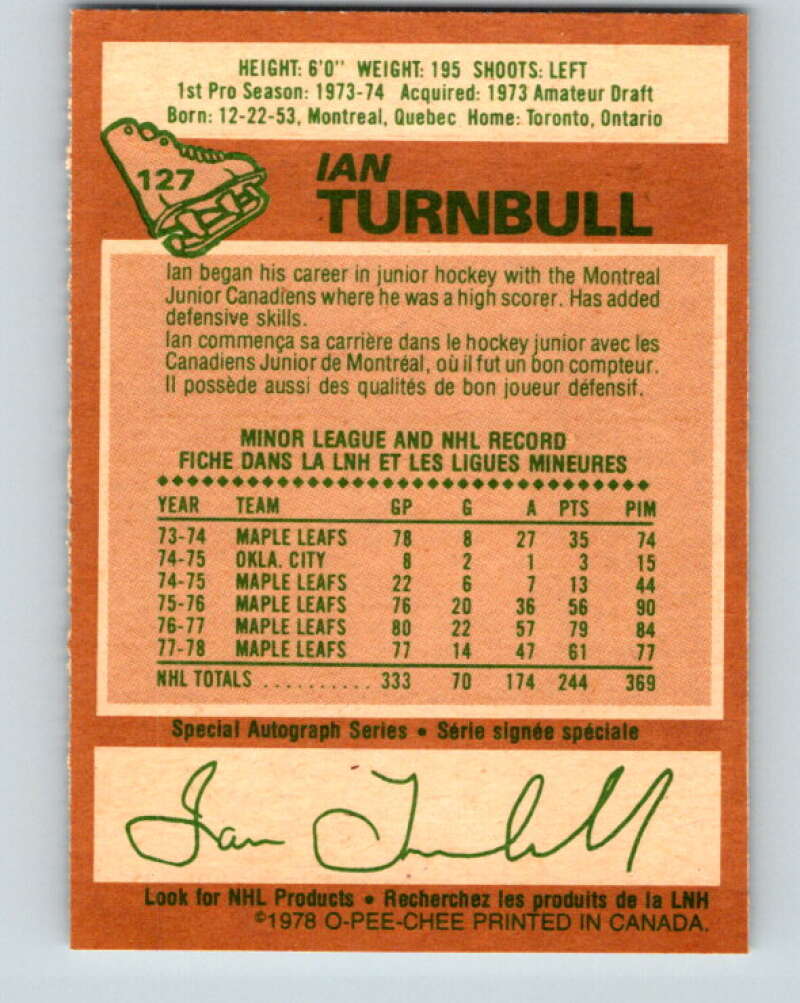 HEIGHT: 6'0" WEIGHT: 195 SHOOTS: LEFT
1st Pro Season: 1973-74 Acquired: 1973 Amateur Draft
Born: 12-22-53, Montreal, Quebec Home: Toronto, Ontario
127
IAN
TURNBULL
Ian began his career in junior hockey with the Montreal
Junior Canadiens where he was a high scorer. Has added
defensive skills.
Ian commença sa carrière dans le hockey junior avec les
Canadiens Junior de Montréal, où il fut un bon compteur.
Il possède aussi des qualités de bon joueur défensif.
MINOR LEAGUE AND NHL RECORD
FICHE DANS LA LNH ET LES LIGUES MINEURES
YEAR TEAM GP G A PTS PIM
73-74 MAPLE LEAFS 78 8 27 35 74
74-75 OKLA. CITY 8 2 1 3 15
74-75 MAPLE LEAFS 22 6 7 13 44
75-76 MAPLE LEAFS 76 20 36 56 90
76-77 MAPLE LEAFS 80 22 57 79 84
77-78 MAPLE LEAFS 77 14 47 61 77
NHL TOTALS .......... 333 70 174 244 369
Special Autograph Series • Série signée spéciale
Ian Turnbull
Look for NHL Products • Recherchez les produits de la LNH
©1978 O-PEE-CHEE PRINTED IN CANADA.